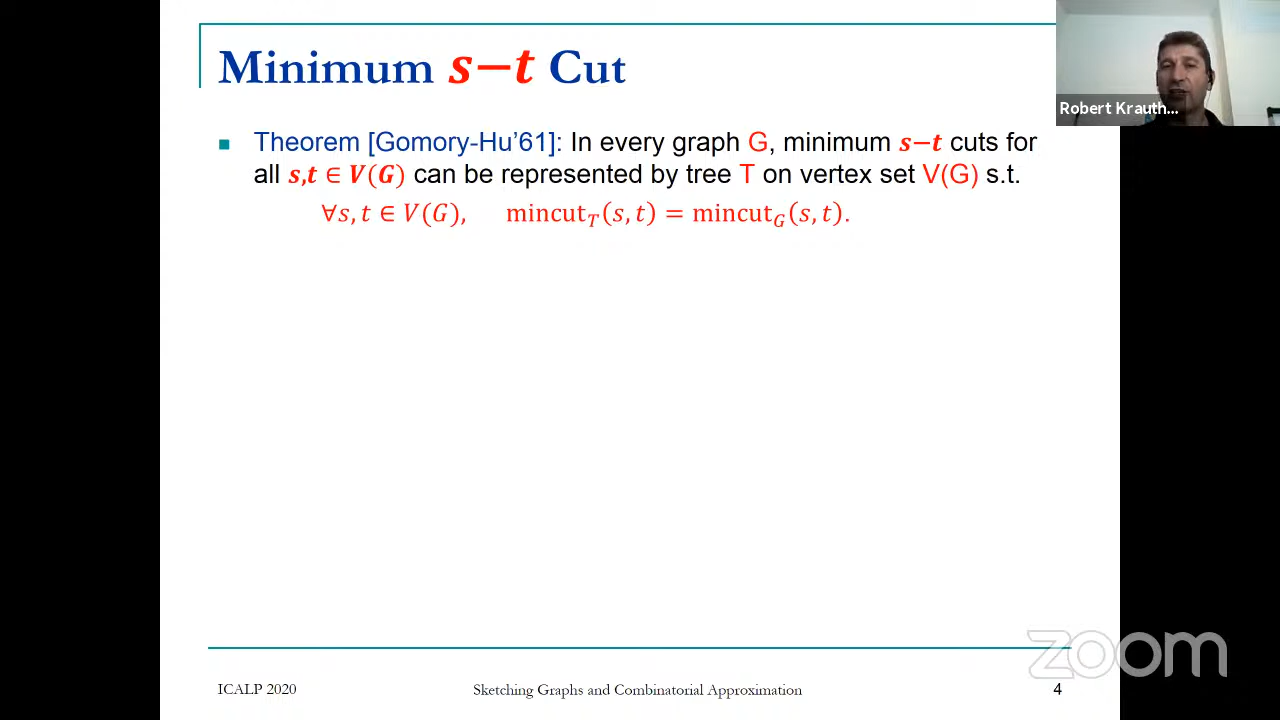 Minimum s−t Cut
Robert Krauth...
Theorem [Gomory-Hu’61]: In every graph G, minimum s−t cuts for
all s,t ∈ V(G) can be represented by tree T on vertex set V(G) s.t.
∀s, t ∈ V(G), mincut_T(s, t) = mincut_G(s, t).
zoom
ICALP 2020
Sketching Graphs and Combinatorial Approximation
4